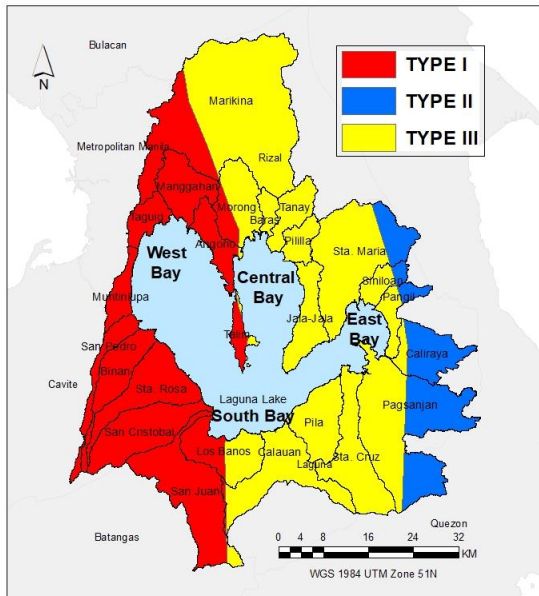 Bulacan
N
TYPE I
TYPE II
TYPE III
Marikina
Metropolitan Manila
Rizal
Manggahan
Morong
Tanay
Baras
Taguig
Angono
Pililla
Sta. Maria
West
Bay
Central
Bay
Siniloan
Pangil
Muntinlupa
Jala-Jala
East
Bay
Talim
San Pedro
Caliraya
Binan
Cavite
Sta. Rosa
Laguna Lake
South Bay
Pagsanjan
San Cristobal
Pila
Los Banos
Calauan
Laguna
Sta. Cruz
San Juan
Quezon
Batangas
0 4 8 16 24 32
KM
WGS 1984 UTM Zone 51N